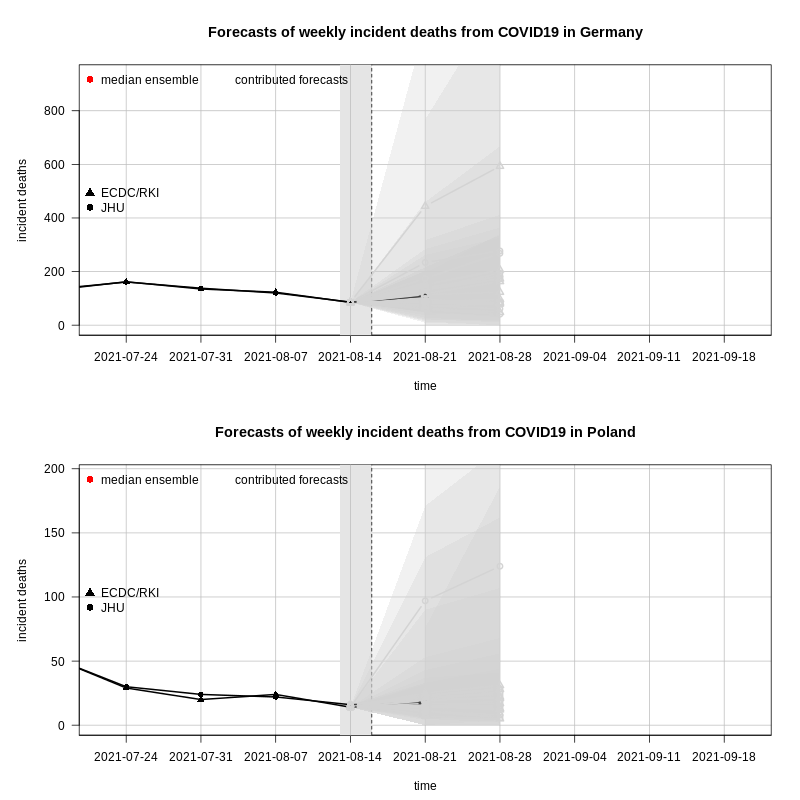 Forecasts of weekly incident deaths from COVID19 in Germany
median ensemble contributed forecasts
800
600
ECDC/RKI
JHU
400
200
0
incident deaths
2021-07-24 2021-07-31 2021-08-07 2021-08-14 2021-08-21 2021-08-28 2021-09-04 2021-09-11 2021-09-18
time
Forecasts of weekly incident deaths from COVID19 in Poland
200
median ensemble contributed forecasts
150
100
ECDC/RKI
JHU
50
0
incident deaths
2021-07-24 2021-07-31 2021-08-07 2021-08-14 2021-08-21 2021-08-28 2021-09-04 2021-09-11 2021-09-18
time